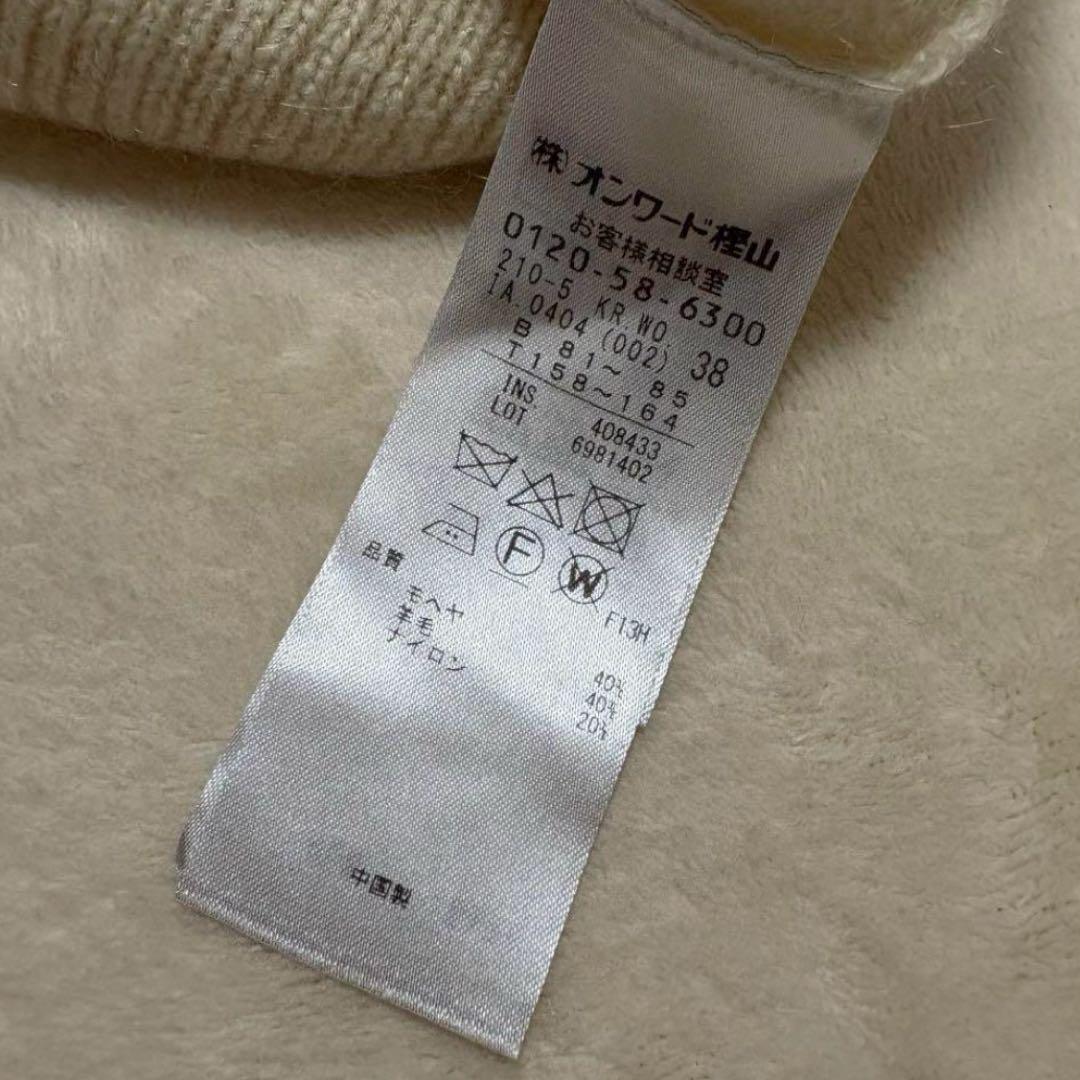 (株)オンワード樫山
お客様相談室
0120-58-6300
210-5 KR.WO
IA.0404(002) 38
B 81～ 85
T158～164
INS. 408433
LOT 6981402
F
W
F13H
品質
モヘヤ 40%
羊毛 40%
ナイロン 20%
中国製